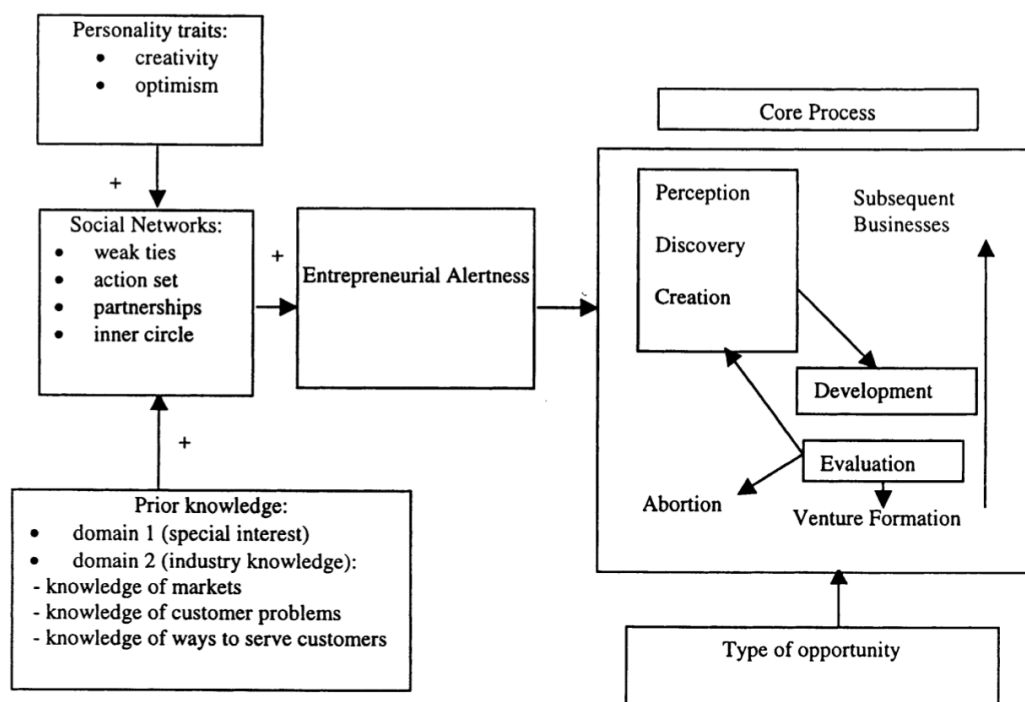 Personality traits:
• creativity
• optimism
+
Social Networks:
• weak ties
• action set
• partnerships
• inner circle
+
Entrepreneurial Alertness
+
Prior knowledge:
• domain 1 (special interest)
• domain 2 (industry knowledge):
- knowledge of markets
- knowledge of customer problems
- knowledge of ways to serve customers
Core Process
Perception
Discovery
Creation
Subsequent
Businesses
Development
Evaluation
Abortion
Venture Formation
Type of opportunity